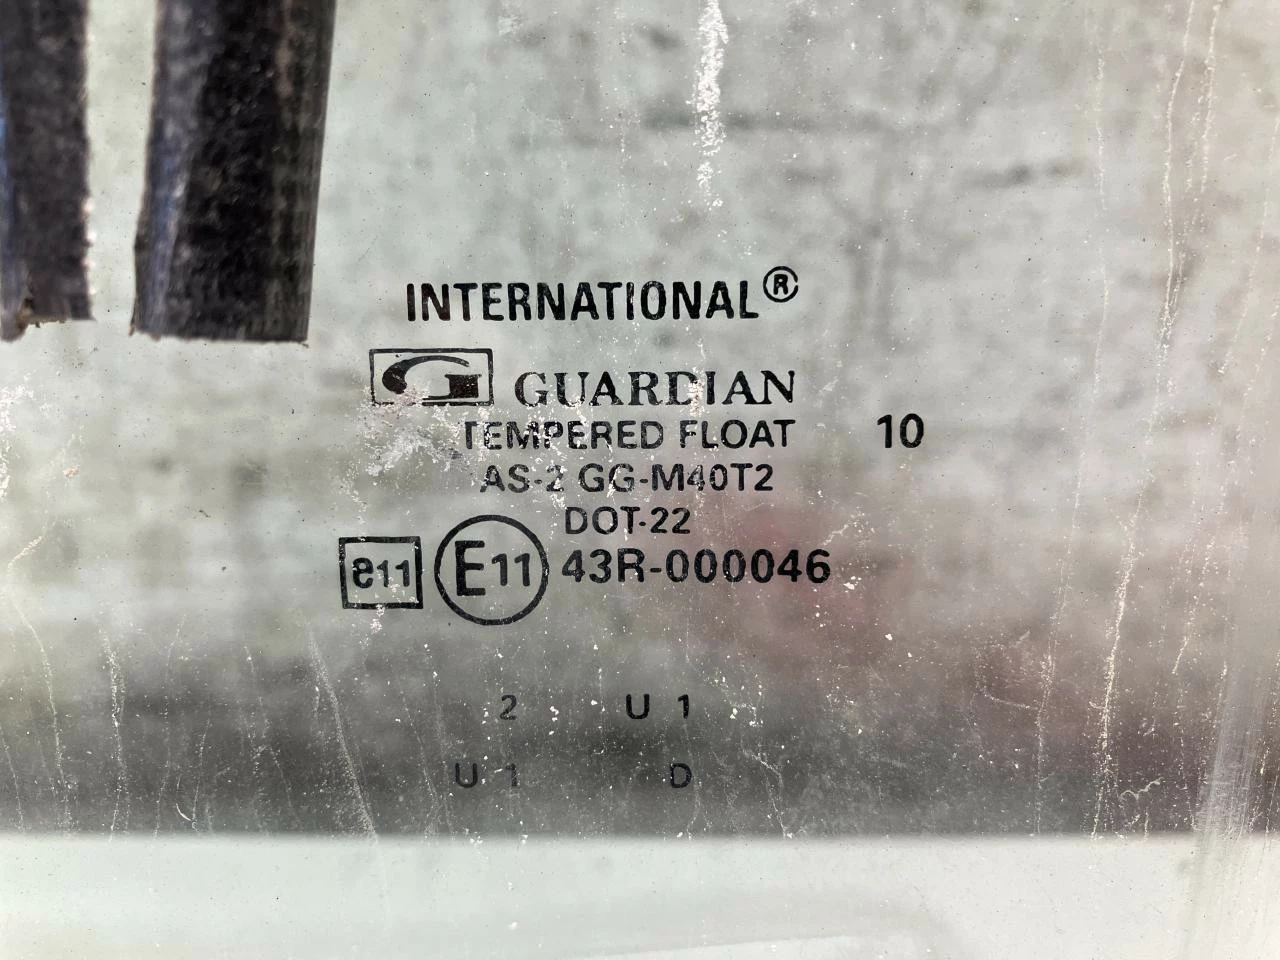 INTERNATIONAL®
G GUARDIAN
TEMPERED FLOAT 10
AS-2 GG-M40T2
DOT-22
e11 E11 43R-000046
2 U 1
U 1 D